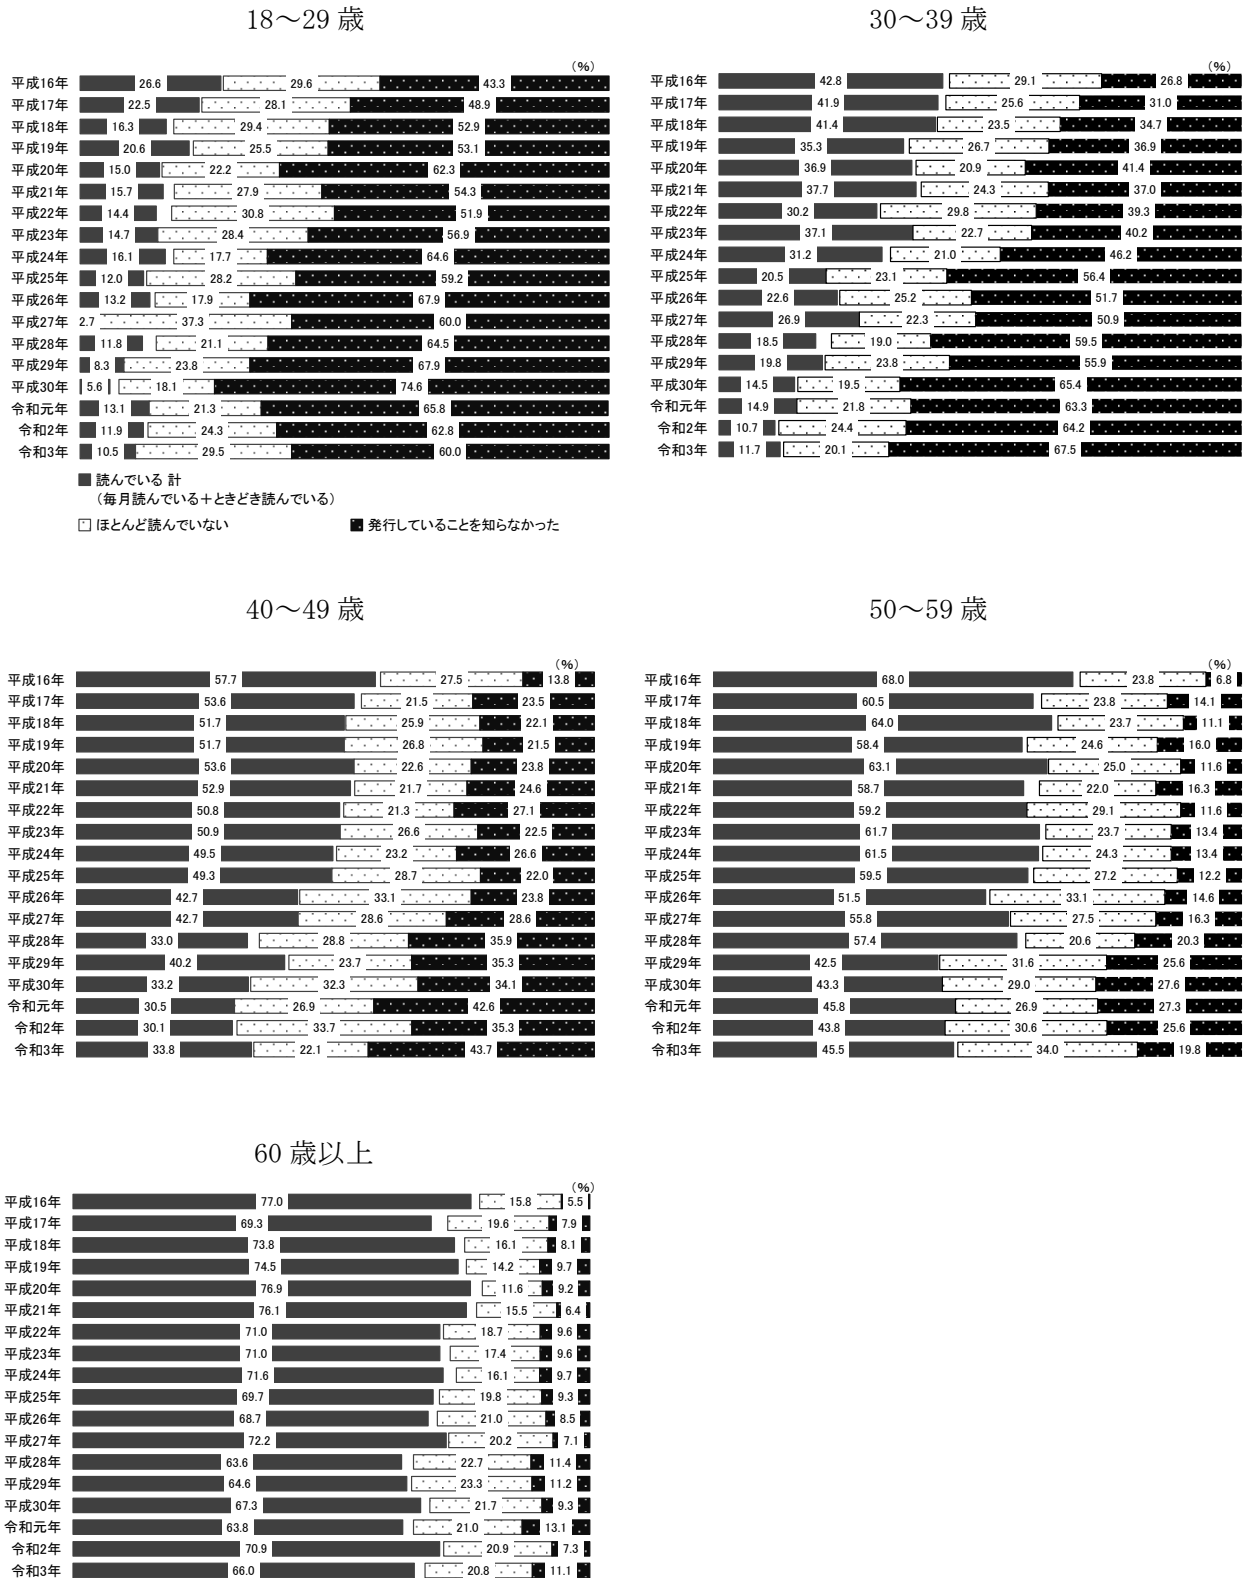 18～29 歳
(%)
平成16年 26.6 29.6 43.3
平成17年 22.5 28.1 48.9
平成18年 16.3 29.4 52.9
平成19年 20.6 25.5 53.1
平成20年 15.0 22.2 62.3
平成21年 15.7 27.9 54.3
平成22年 14.4 30.8 51.9
平成23年 14.7 28.4 56.9
平成24年 16.1 17.7 64.6
平成25年 12.0 28.2 59.2
平成26年 13.2 17.9 67.9
平成27年 2.7 37.3 60.0
平成28年 11.8 21.1 64.5
平成29年 8.3 23.8 67.9
平成30年 5.6 18.1 74.6
令和元年 13.1 21.3 65.8
令和2年 11.9 24.3 62.8
令和3年 10.5 29.5 60.0
読んでいる 計
（毎月読んでいる＋ときどき読んでいる）
ほとんど読んでいない
発行していることを知らなかった
30～39 歳
(%)
平成16年 42.8 29.1 26.8
平成17年 41.9 25.6 31.0
平成18年 41.4 23.5 34.7
平成19年 35.3 26.7 36.9
平成20年 36.9 20.9 41.4
平成21年 37.7 24.3 37.0
平成22年 30.2 29.8 39.3
平成23年 37.1 22.7 40.2
平成24年 31.2 21.0 46.2
平成25年 20.5 23.1 56.4
平成26年 22.6 25.2 51.7
平成27年 26.9 22.3 50.9
平成28年 18.5 19.0 59.5
平成29年 19.8 23.8 55.9
平成30年 14.5 19.5 65.4
令和元年 14.9 21.8 63.3
令和2年 10.7 24.4 64.2
令和3年 11.7 20.1 67.5
40～49 歳
(%)
平成16年 57.7 27.5 13.8
平成17年 53.6 21.5 23.5
平成18年 51.7 25.9 22.1
平成19年 51.7 26.8 21.5
平成20年 53.6 22.6 23.8
平成21年 52.9 21.7 24.6
平成22年 50.8 21.3 27.1
平成23年 50.9 26.6 22.5
平成24年 49.5 23.2 26.6
平成25年 49.3 28.7 22.0
平成26年 42.7 33.1 23.8
平成27年 42.7 28.6 28.6
平成28年 33.0 28.8 35.9
平成29年 40.2 23.7 35.3
平成30年 33.2 32.3 34.1
令和元年 30.5 26.9 42.6
令和2年 30.1 33.7 35.3
令和3年 33.8 22.1 43.7
50～59 歳
(%)
平成16年 68.0 23.8 6.8
平成17年 60.5 23.8 14.1
平成18年 64.0 23.7 11.1
平成19年 58.4 24.6 16.0
平成20年 63.1 25.0 11.6
平成21年 58.7 22.0 16.3
平成22年 59.2 29.1 11.6
平成23年 61.7 23.7 13.4
平成24年 61.5 24.3 13.4
平成25年 59.5 27.2 12.2
平成26年 51.5 33.1 14.6
平成27年 55.8 27.5 16.3
平成28年 57.4 20.6 20.3
平成29年 42.5 31.6 25.6
平成30年 43.3 29.0 27.6
令和元年 45.8 26.9 27.3
令和2年 43.8 30.6 25.6
令和3年 45.5 34.0 19.8
60 歳以上
(%)
平成16年 77.0 15.8 5.5
平成17年 69.3 19.6 7.9
平成18年 73.8 16.1 8.1
平成19年 74.5 14.2 9.7
平成20年 76.9 11.6 9.2
平成21年 76.1 15.5 6.4
平成22年 71.0 18.7 9.6
平成23年 71.0 17.4 9.6
平成24年 71.6 16.1 9.7
平成25年 69.7 19.8 9.3
平成26年 68.7 21.0 8.5
平成27年 72.2 20.2 7.1
平成28年 63.6 22.7 11.4
平成29年 64.6 23.3 11.2
平成30年 67.3 21.7 9.3
令和元年 63.8 21.0 13.1
令和2年 70.9 20.9 7.3
令和3年 66.0 20.8 11.1